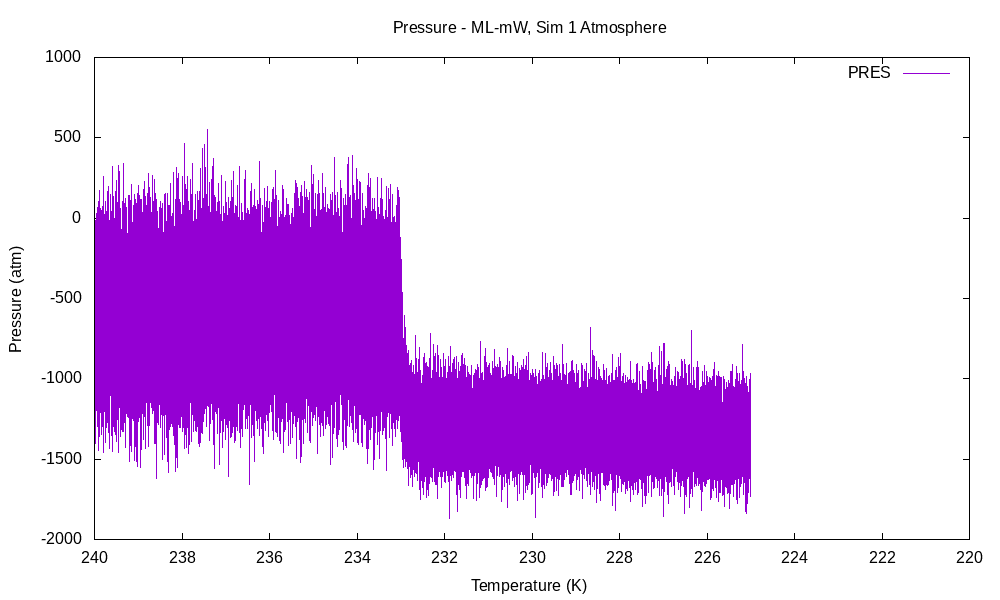 Pressure - ML-mW, Sim 1 Atmosphere
PRES
1000
500
0
-500
-1000
-1500
-2000
Pressure (atm)
240 238 236 234 232 230 228 226 224 222 220
Temperature (K)